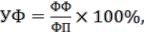 УФ = ФФ/ФП × 100%,